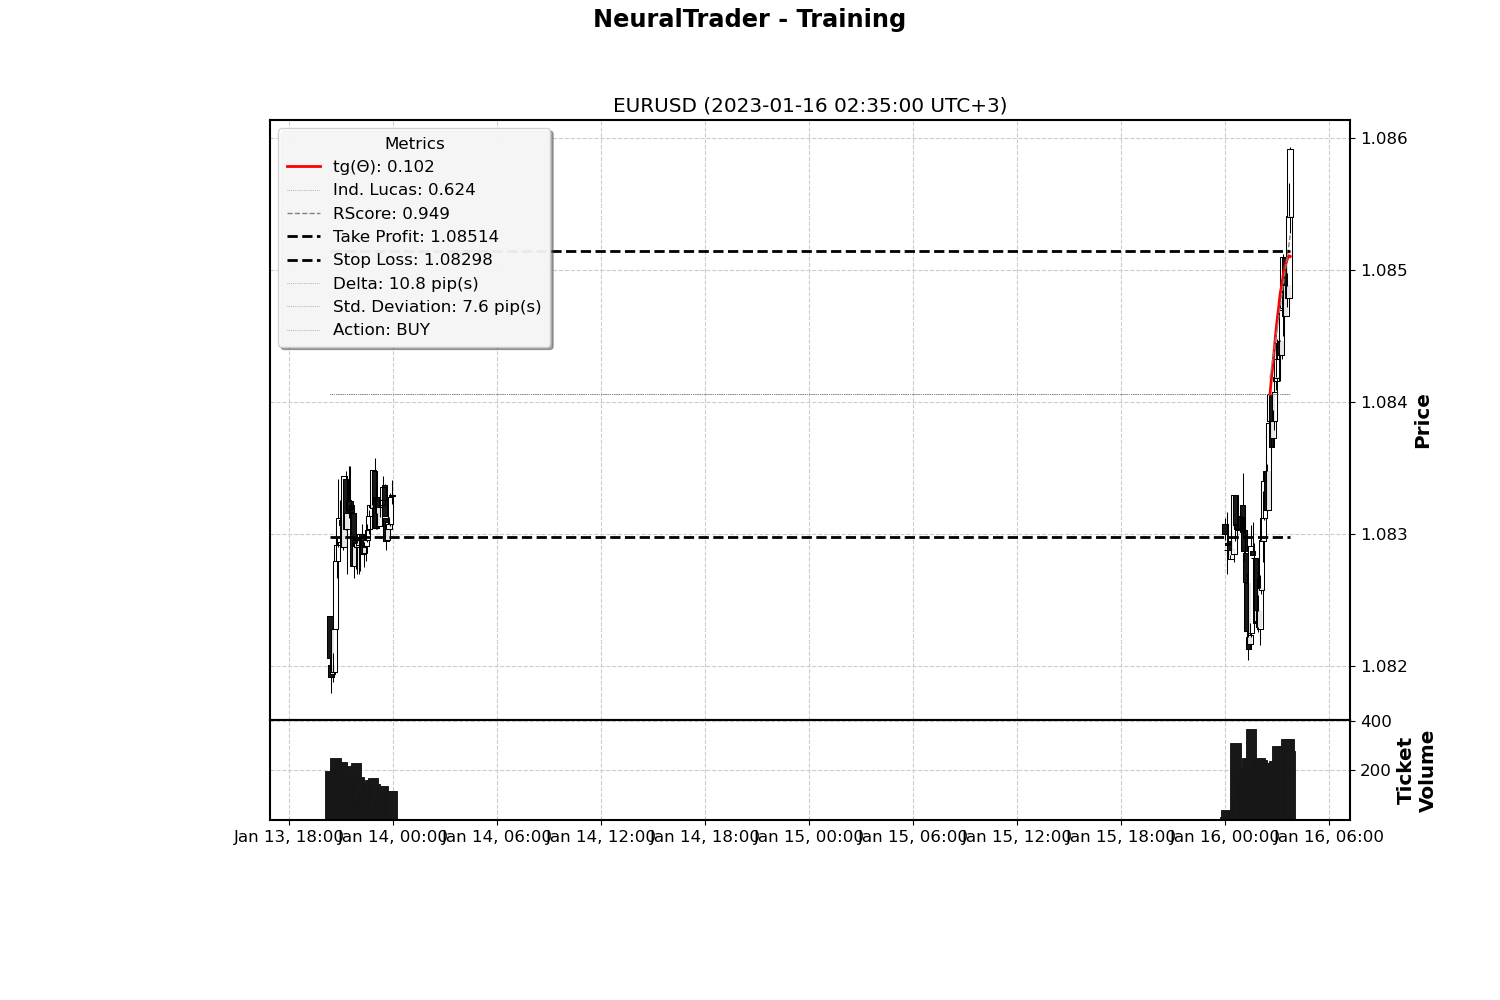 NeuralTrader - Training
EURUSD (2023-01-16 02:35:00 UTC+3)
Metrics
tg(Θ): 0.102
Ind. Lucas: 0.624
RScore: 0.949
Take Profit: 1.08514
Stop Loss: 1.08298
Delta: 10.8 pip(s)
Std. Deviation: 7.6 pip(s)
Action: BUY
1.086
1.085
1.084
1.083
1.082
Price
400
200
Ticket
Volume
Jan 13, 18:00
Jan 14, 00:00
Jan 14, 06:00
Jan 14, 12:00
Jan 14, 18:00
Jan 15, 00:00
Jan 15, 06:00
Jan 15, 12:00
Jan 15, 18:00
Jan 16, 00:00
Jan 16, 06:00